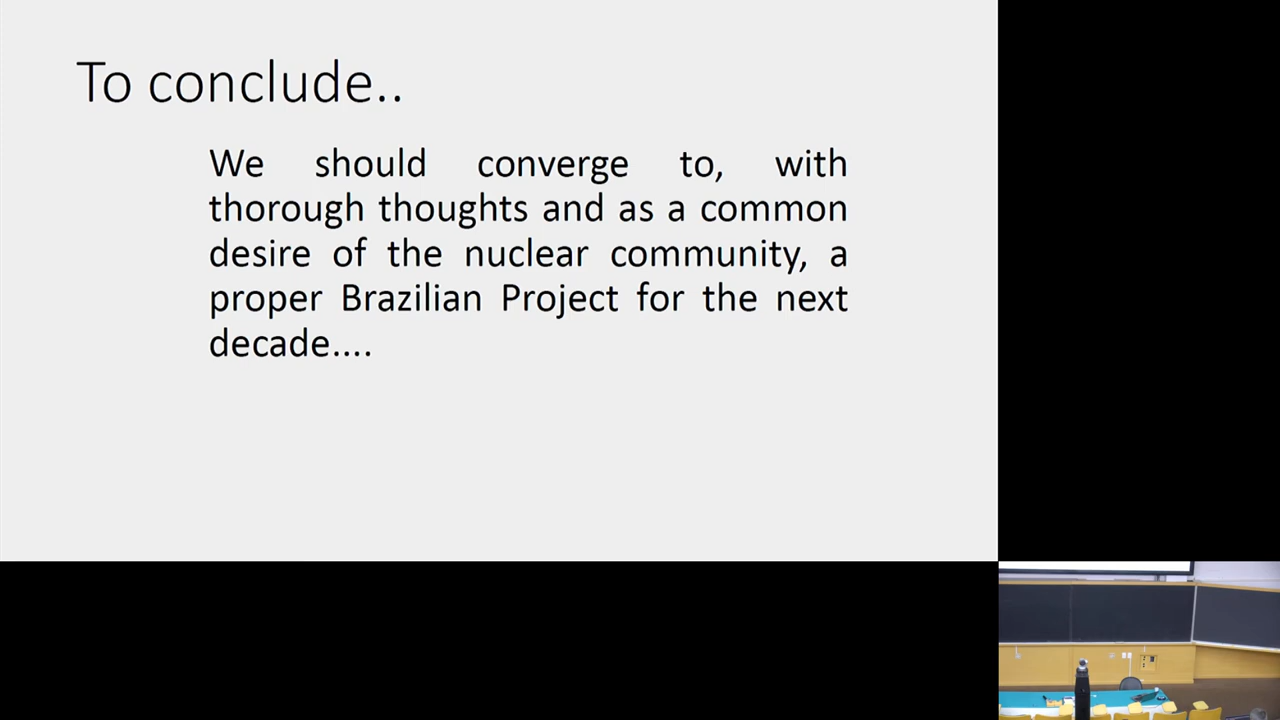 To conclude..
We should converge to, with
thorough thoughts and as a common
desire of the nuclear community, a
proper Brazilian Project for the next
decade....